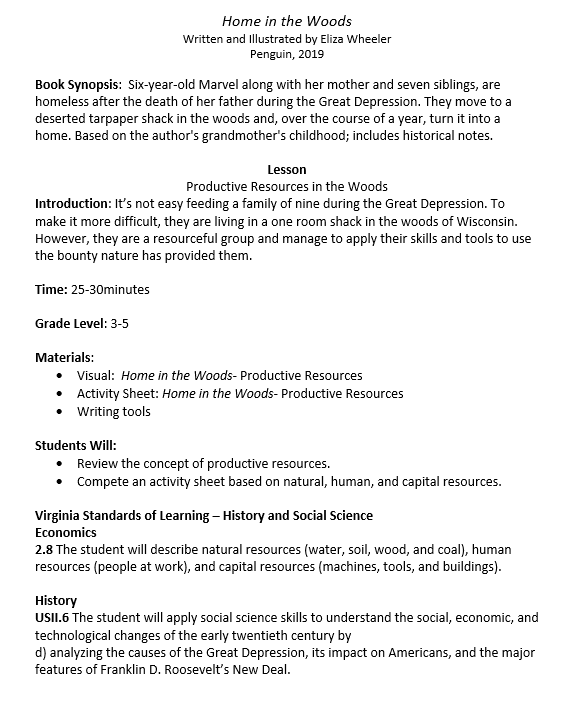 Home in the Woods
Written and Illustrated by Eliza Wheeler
Penguin, 2019
Book Synopsis:  Six-year-old Marvel along with her mother and seven siblings, are
homeless after the death of her father during the Great Depression. They move to a
deserted tarpaper shack in the woods and, over the course of a year, turn it into a
home. Based on the author's grandmother's childhood; includes historical notes.
Lesson
Productive Resources in the Woods
Introduction: It’s not easy feeding a family of nine during the Great Depression. To
make it more difficult, they are living in a one room shack in the woods of Wisconsin.
However, they are a resourceful group and manage to apply their skills and tools to use
the bounty nature has provided them.
Time: 25-30minutes
Grade Level: 3-5
Materials:
• Visual:  Home in the Woods- Productive Resources
• Activity Sheet: Home in the Woods- Productive Resources
• Writing tools
Students Will:
• Review the concept of productive resources.
• Compete an activity sheet based on natural, human, and capital resources.
Virginia Standards of Learning – History and Social Science
Economics
2.8 The student will describe natural resources (water, soil, wood, and coal), human
resources (people at work), and capital resources (machines, tools, and buildings).
History
USII.6 The student will apply social science skills to understand the social, economic, and
technological changes of the early twentieth century by
d) analyzing the causes of the Great Depression, its impact on Americans, and the major
features of Franklin D. Roosevelt’s New Deal.